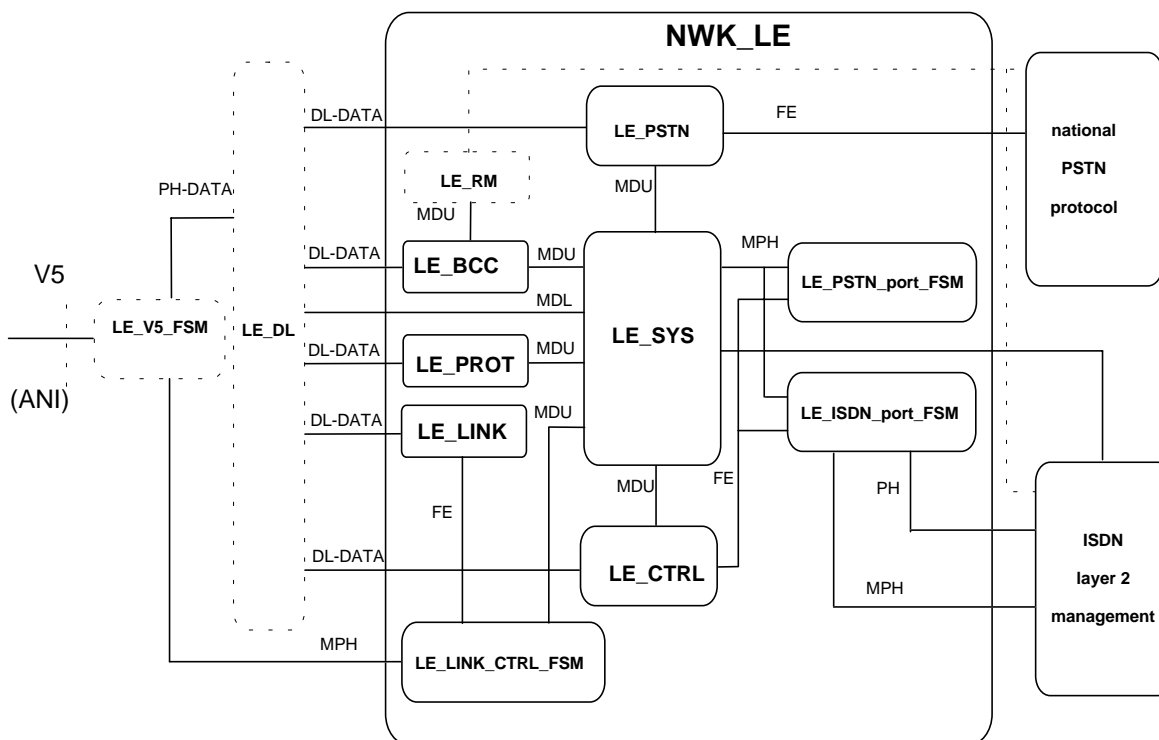 NWK_LE
DL-DATA
LE_PSTN
FE
national
PSTN
protocol
LE_RM
MDU
PH-DATA
MDU
DL-DATA
LE_BCC
MDU
MPH
LE_PSTN_port_FSM
V5
MDL
LE_V5_FSM
LE_DL
LE_SYS
DL-DATA
LE_PROT
MDU
(ANI)
DL-DATA
LE_LINK
MDU
LE_ISDN_port_FSM
MDU
FE
PH
FE
DL-DATA
LE_CTRL
MPH
ISDN
layer 2
management
MPH
LE_LINK_CTRL_FSM